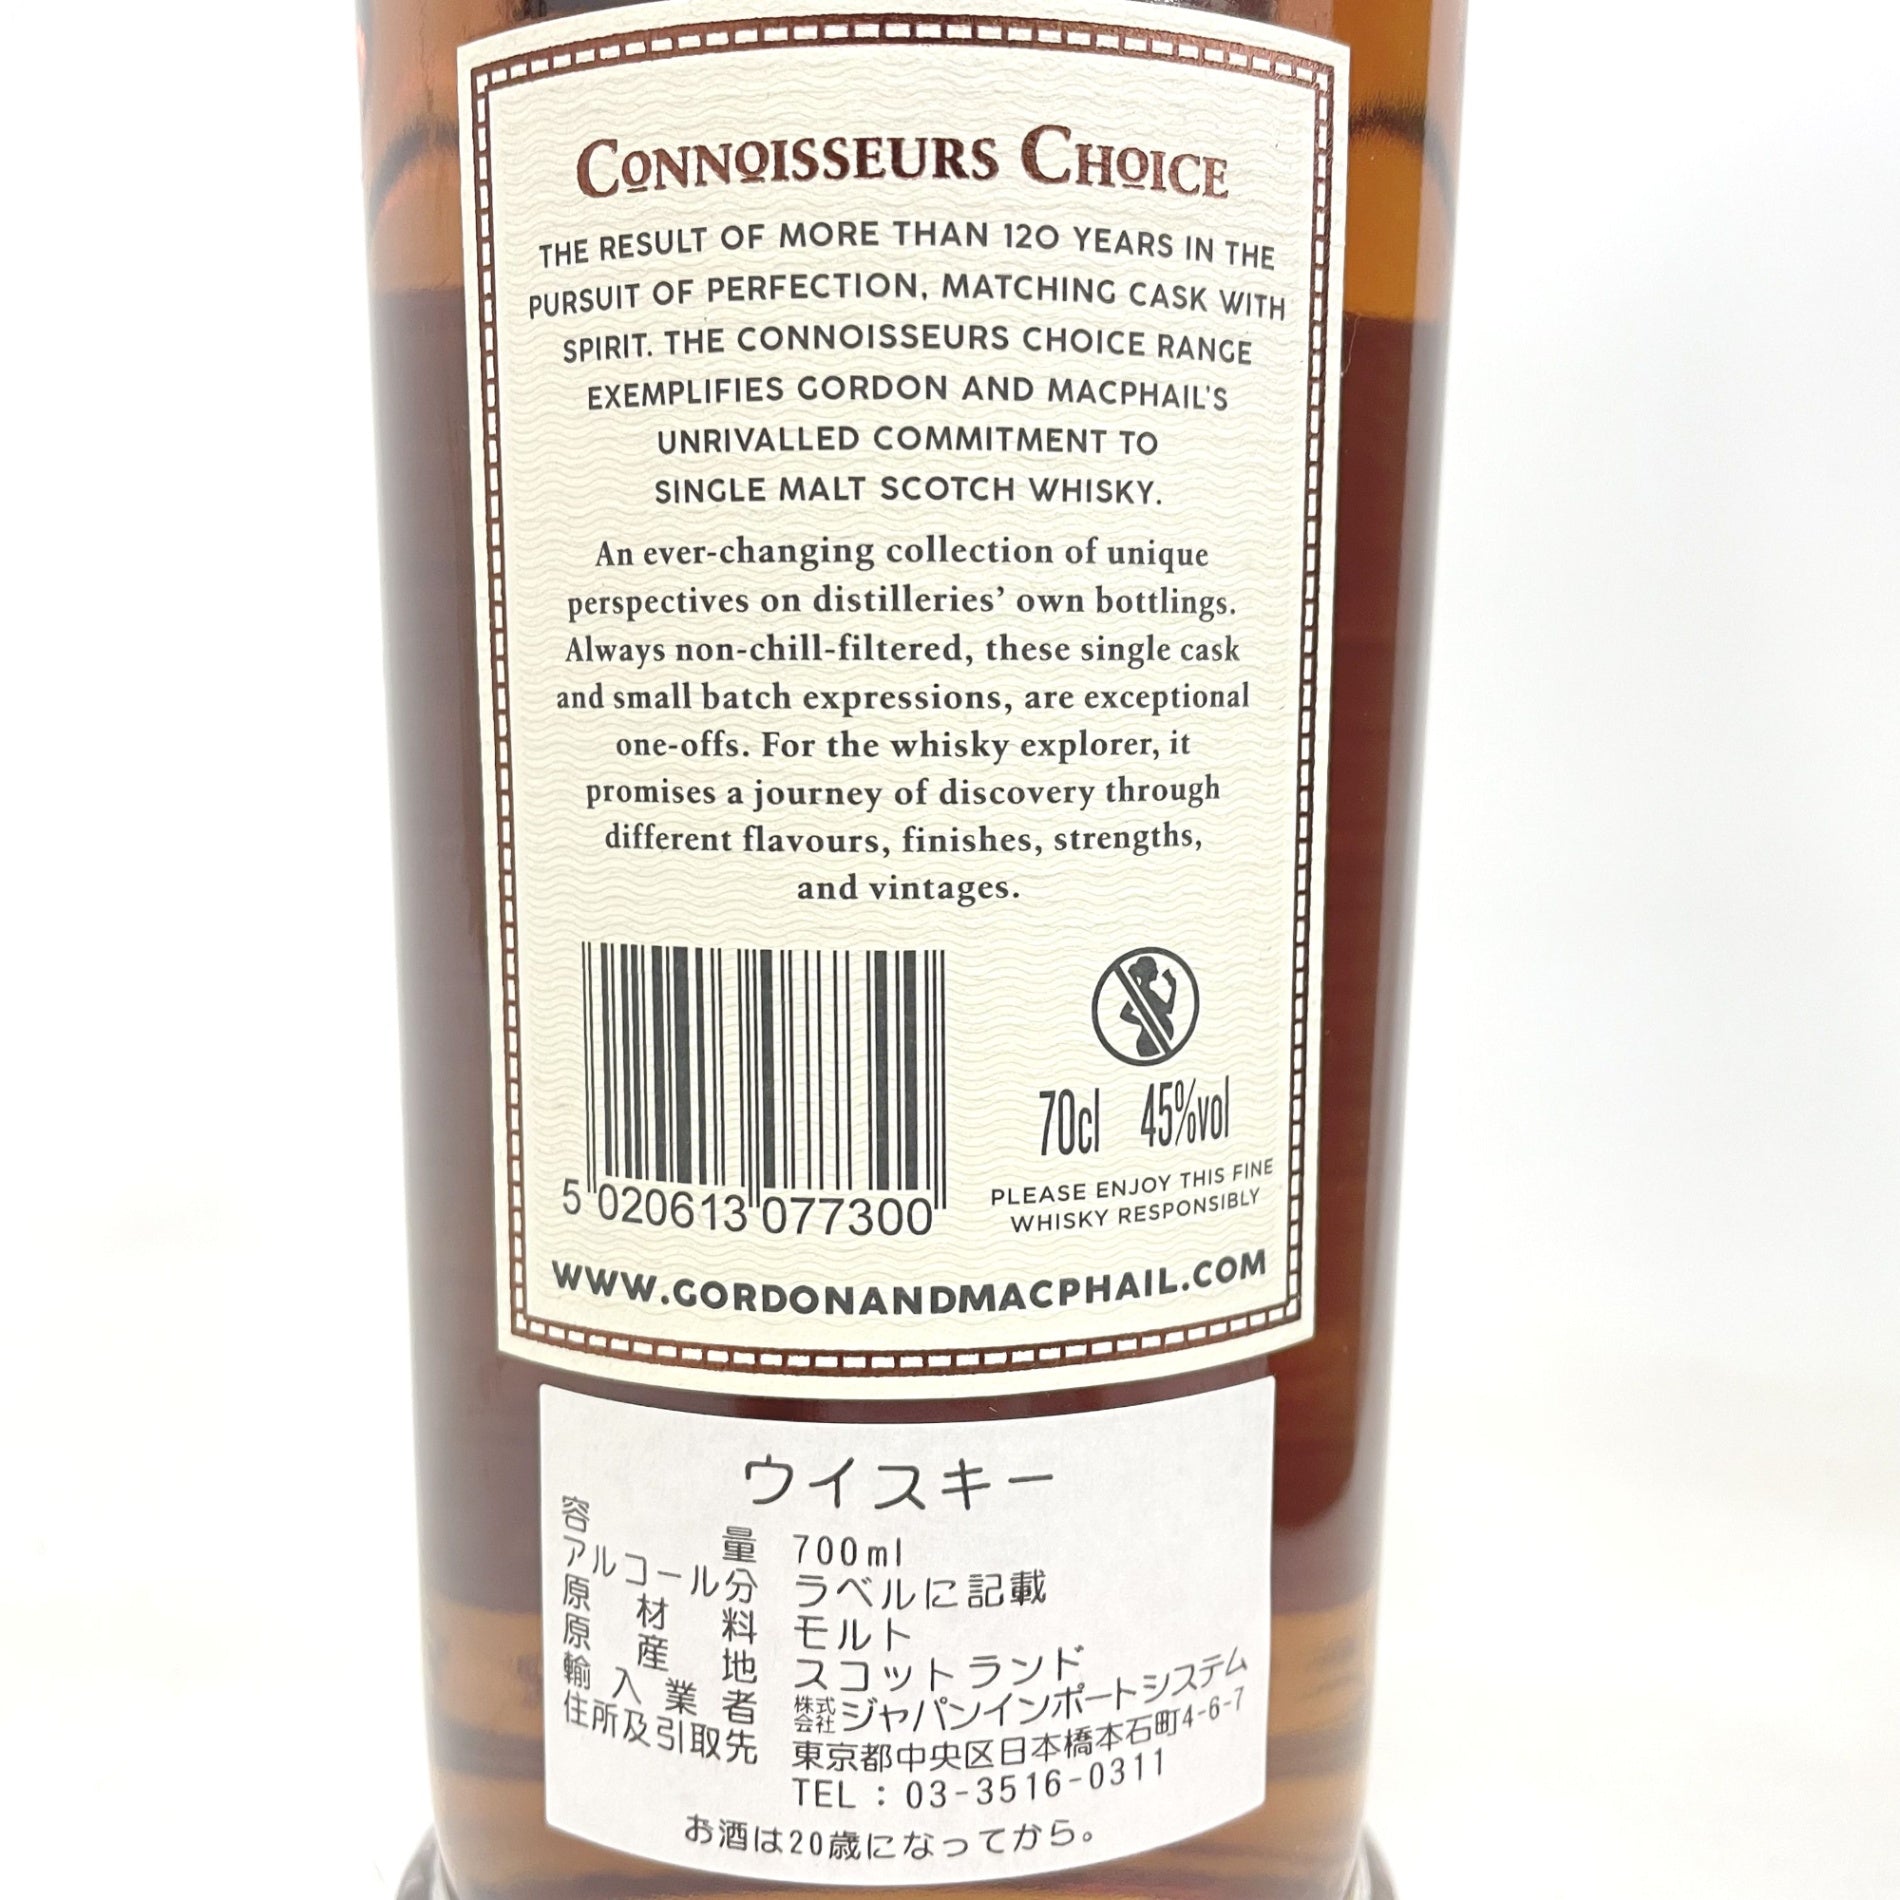 CONNOISSEURS CHOICE
THE RESULT OF MORE THAN 120 YEARS IN THE
PURSUIT OF PERFECTION, MATCHING CASK WITH
SPIRIT. THE CONNOISSEURS CHOICE RANGE
EXEMPLIFIES GORDON AND MACPHAIL'S
UNRIVALLED COMMITMENT TO
SINGLE MALT SCOTCH WHISKY.
An ever-changing collection of unique
perspectives on distilleries' own bottlings.
Always non-chill-filtered, these single cask
and small batch expressions, are exceptional
one-offs. For the whisky explorer, it
promises a journey of discovery through
different flavours, finishes, strengths,
and vintages.
5 020613 077300
70cl 45%vol
PLEASE ENJOY THIS FINE
WHISKY RESPONSIBLY
WWW.GORDONANDMACPHAIL.COM
ウイスキー
容量 700ml
アルコール分 ラベルに記載
原材料 モルト
原産地 スコットランド
輸入業者 株式会社ジャパンインポートシステム
住所及引取先 東京都中央区日本橋本石町4-6-7
TEL : 03-3516-0311
お酒は20歳になってから。